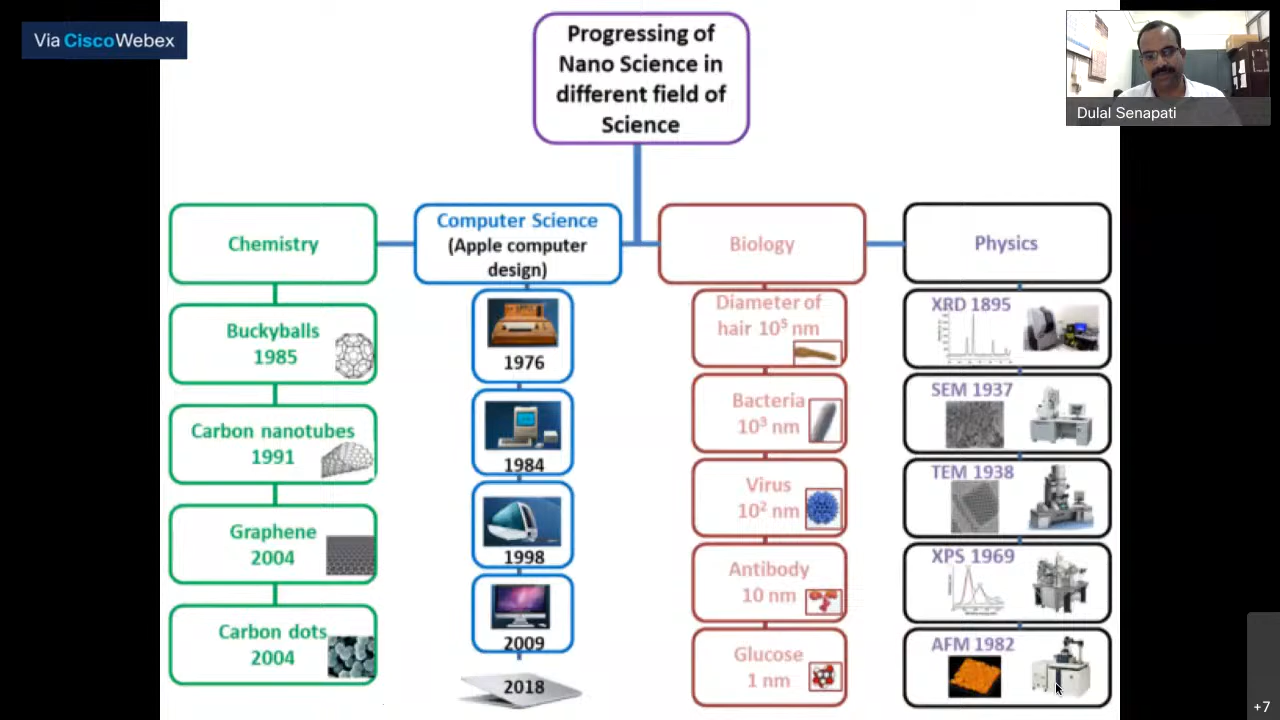 Via CiscoWebex
Progressing of
Nano Science in
different field of
Science
Dulal Senapati
Chemistry
Buckyballs
1985
Carbon nanotubes
1991
Graphene
2004
Carbon dots
2004
Computer Science
(Apple computer
design)
1976
1984
1998
2009
2018
Biology
Diameter of
hair 10⁵ nm
Bacteria
10³ nm
Virus
10² nm
Antibody
10 nm
Glucose
1 nm
Physics
XRD 1895
SEM 1937
TEM 1938
XPS 1969
AFM 1982
+7